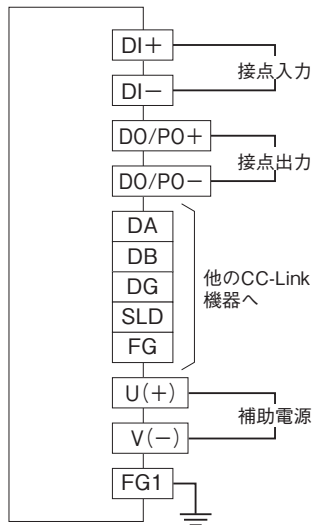 DI＋
DI－
接点入力
DO/PO＋
DO/PO－
接点出力
DA
DB
DG
SLD
FG
他のCC-Link
機器へ
U(＋)
V(－)
補助電源
FG1